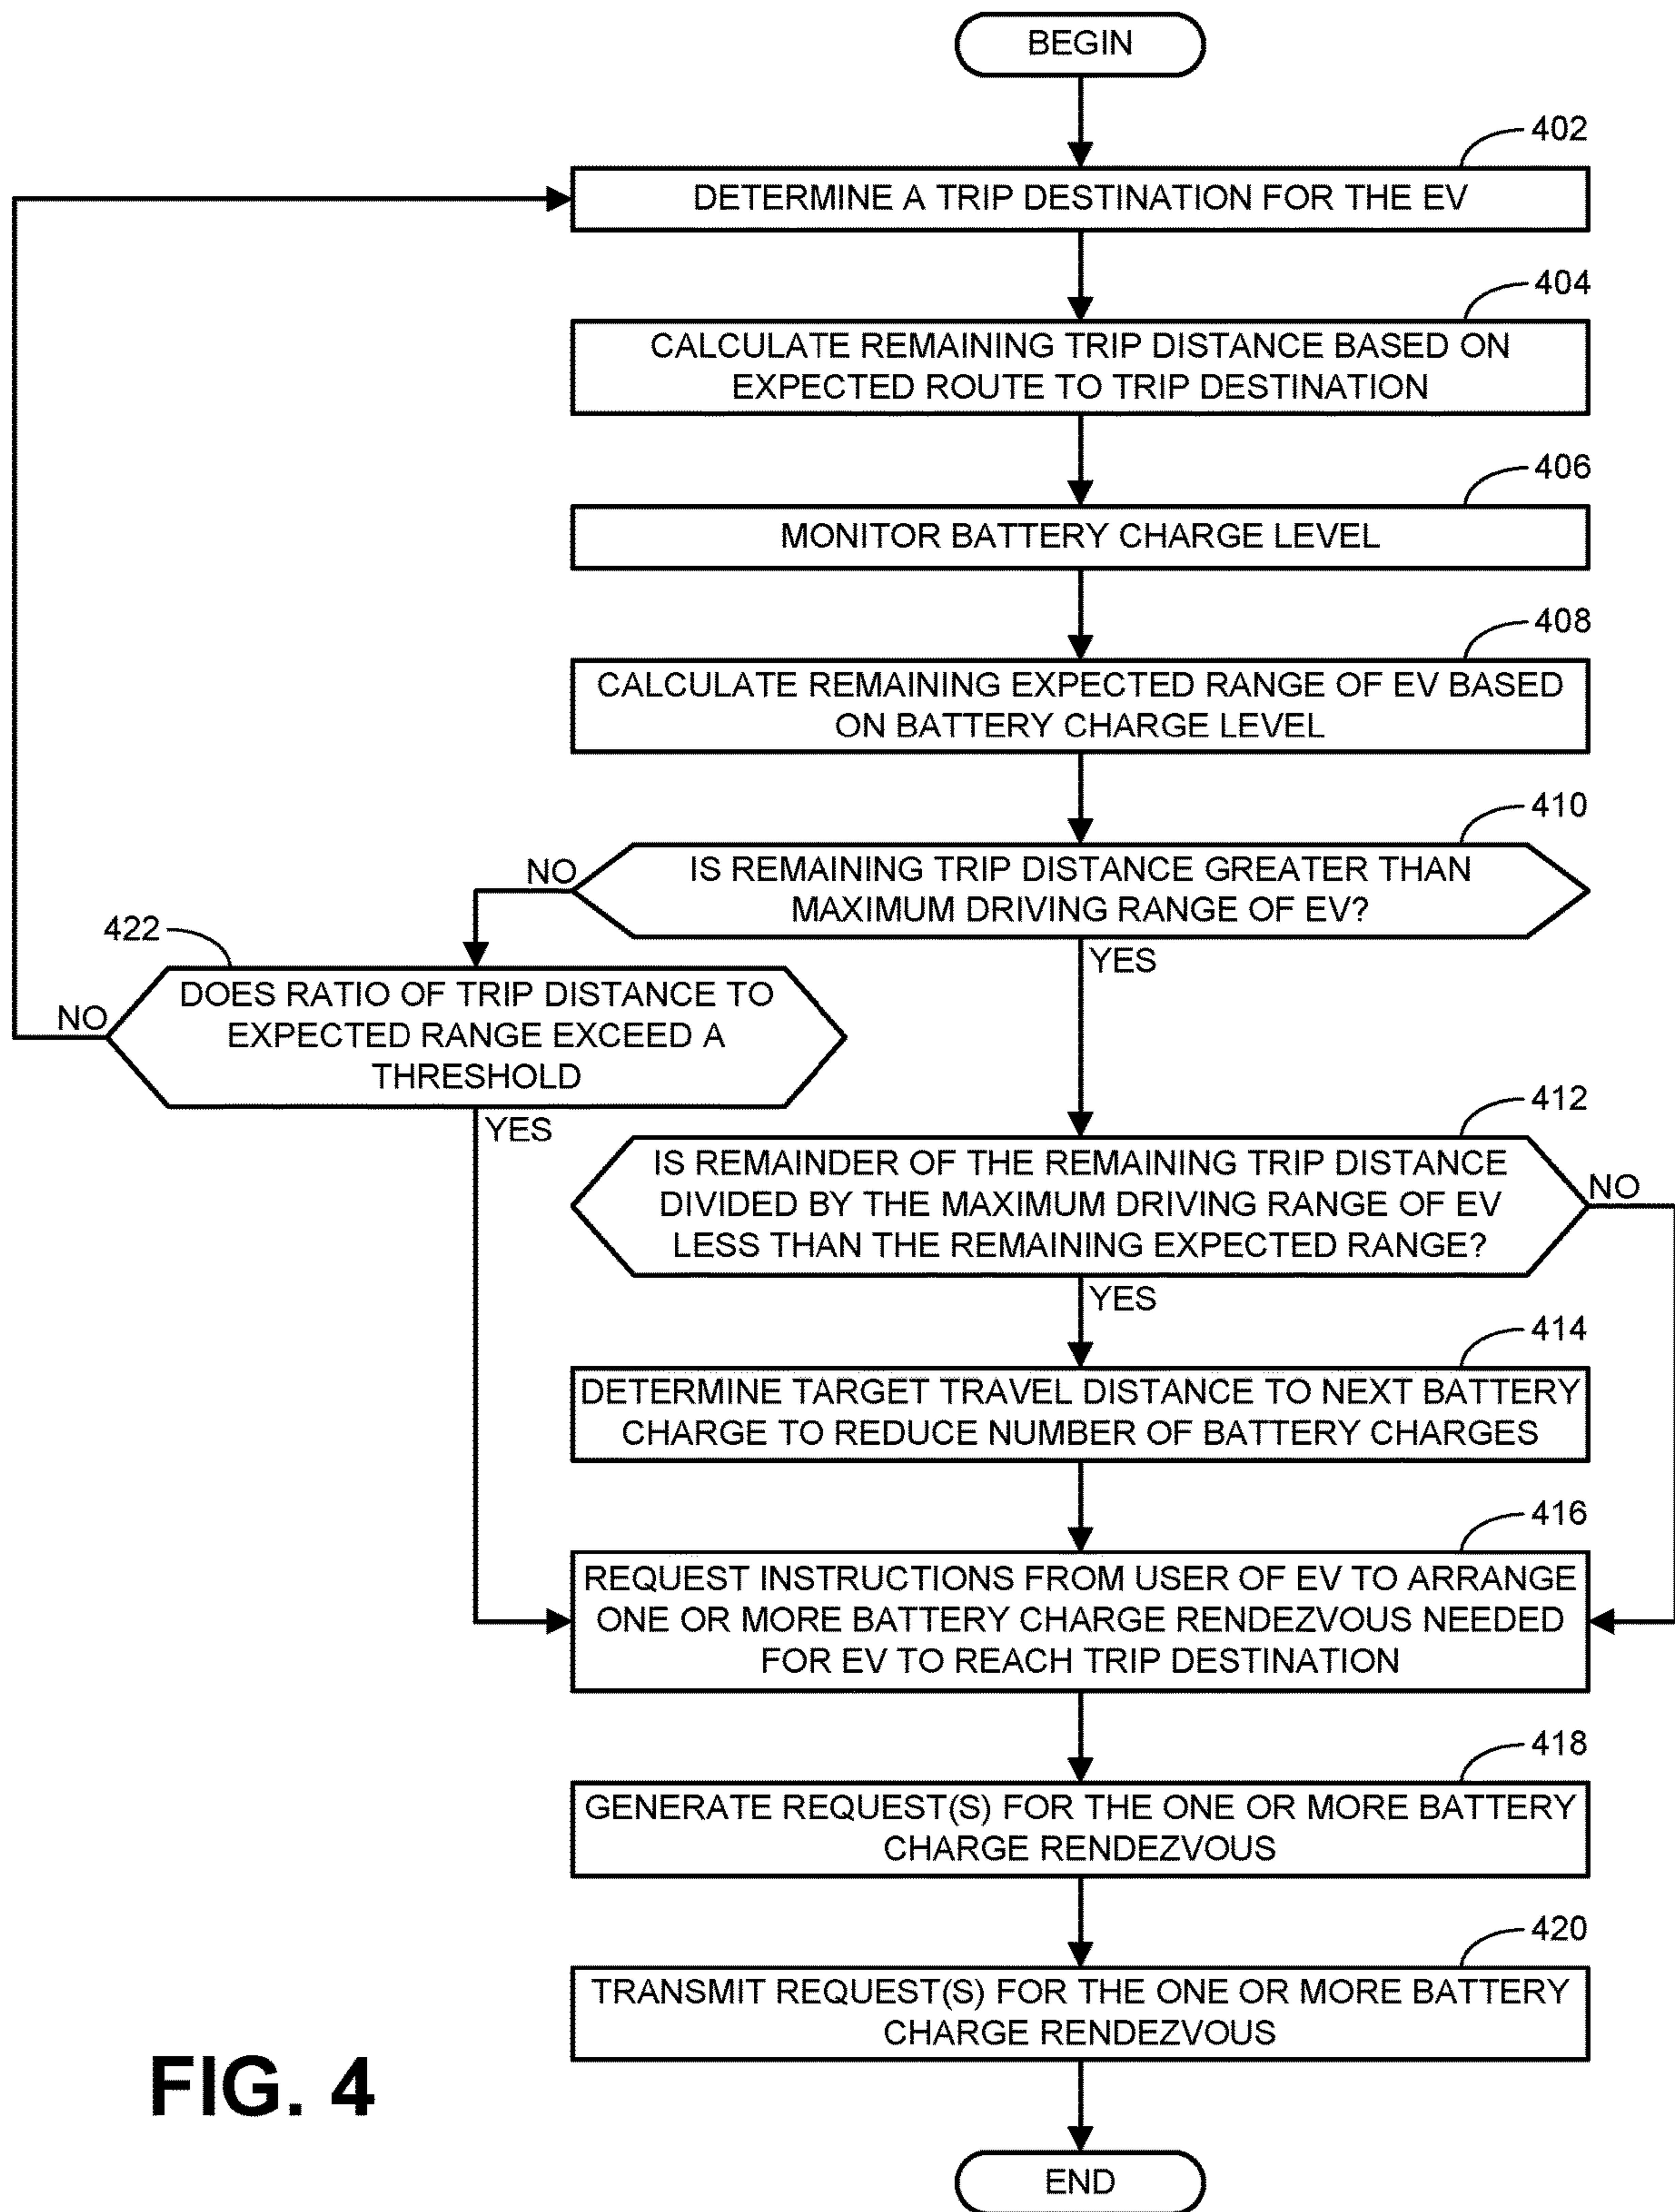 BEGIN
402
DETERMINE A TRIP DESTINATION FOR THE EV
404
CALCULATE REMAINING TRIP DISTANCE BASED ON
EXPECTED ROUTE TO TRIP DESTINATION
406
MONITOR BATTERY CHARGE LEVEL
408
CALCULATE REMAINING EXPECTED RANGE OF EV BASED
ON BATTERY CHARGE LEVEL
410
NO
IS REMAINING TRIP DISTANCE GREATER THAN
MAXIMUM DRIVING RANGE OF EV?
YES
422
NO
DOES RATIO OF TRIP DISTANCE TO
EXPECTED RANGE EXCEED A
THRESHOLD
YES
412
IS REMAINDER OF THE REMAINING TRIP DISTANCE
DIVIDED BY THE MAXIMUM DRIVING RANGE OF EV
LESS THAN THE REMAINING EXPECTED RANGE?
NO
YES
414
DETERMINE TARGET TRAVEL DISTANCE TO NEXT BATTERY
CHARGE TO REDUCE NUMBER OF BATTERY CHARGES
416
REQUEST INSTRUCTIONS FROM USER OF EV TO ARRANGE
ONE OR MORE BATTERY CHARGE RENDEZVOUS NEEDED
FOR EV TO REACH TRIP DESTINATION
418
GENERATE REQUEST(S) FOR THE ONE OR MORE BATTERY
CHARGE RENDEZVOUS
420
TRANSMIT REQUEST(S) FOR THE ONE OR MORE BATTERY
CHARGE RENDEZVOUS
FIG. 4
END